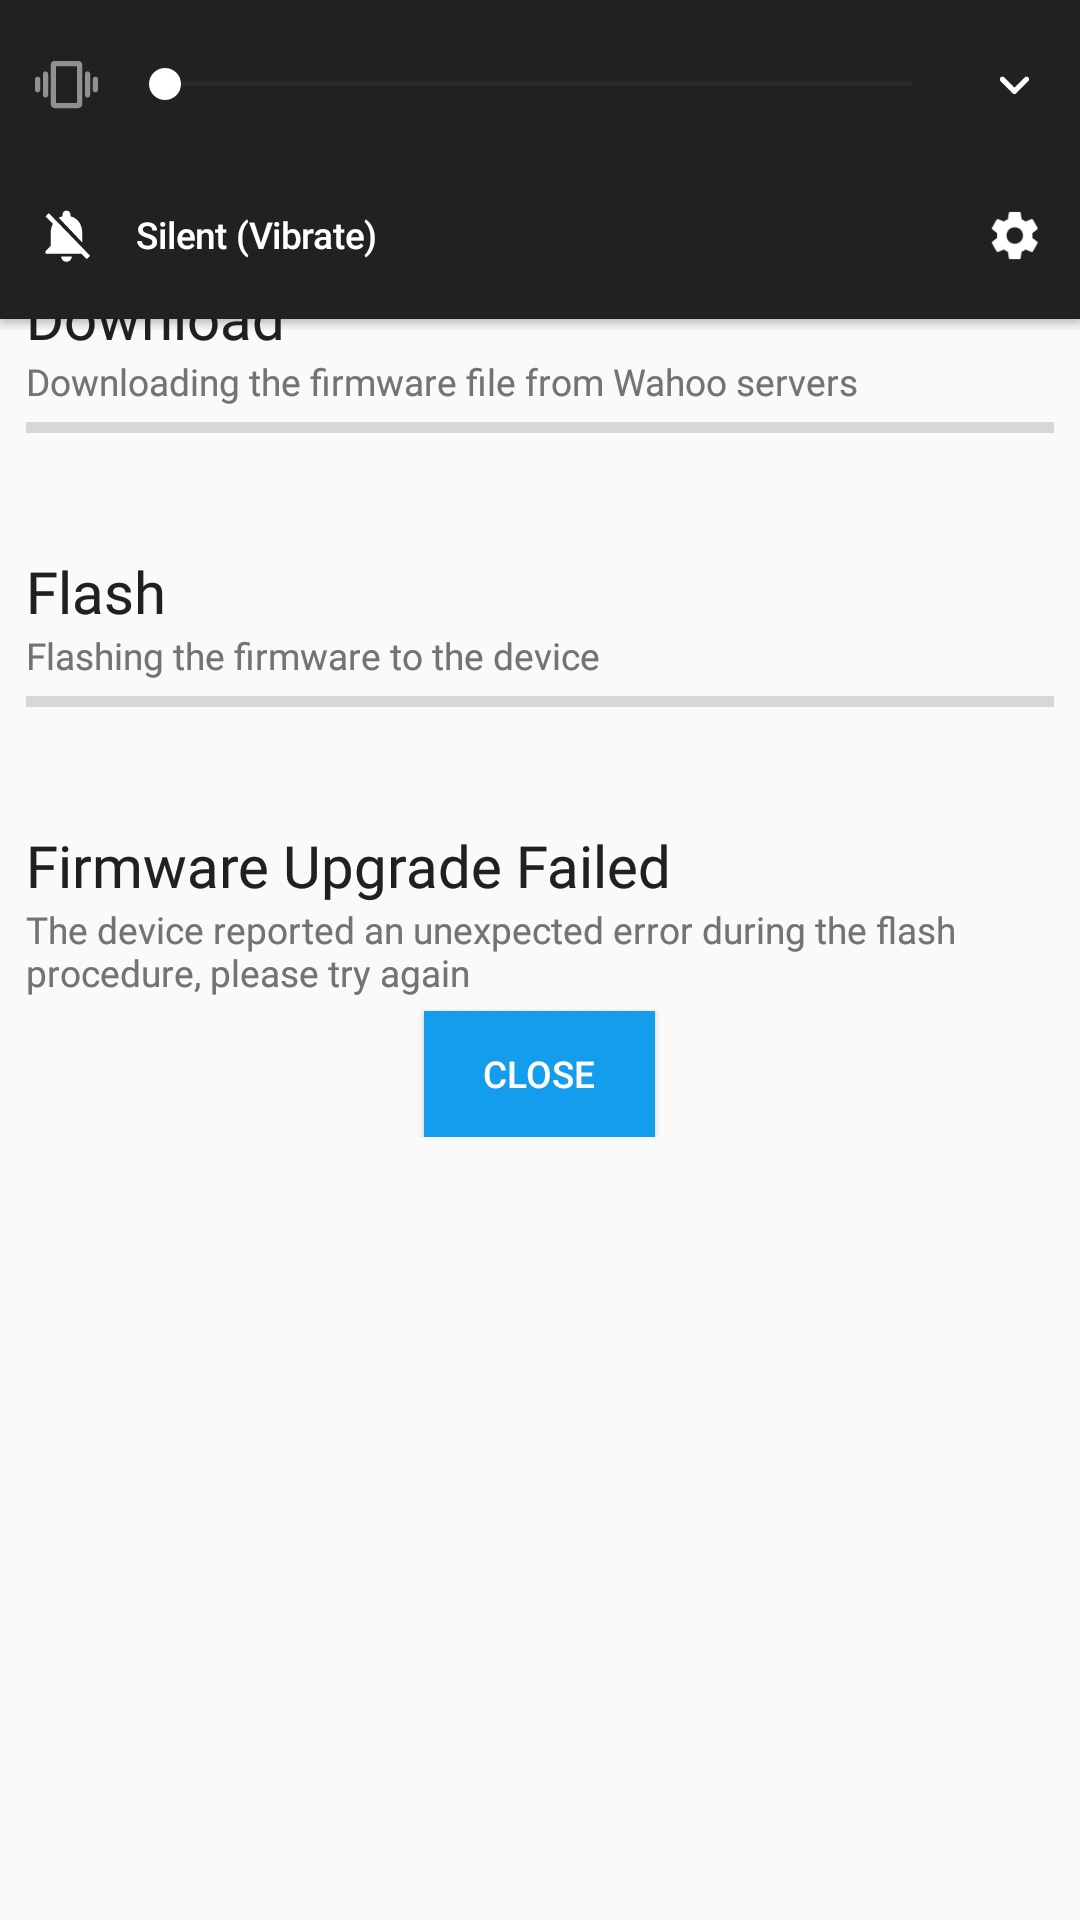 Silent (Vibrate)
Download
Downloading the firmware file from Wahoo servers
Flash
Flashing the firmware to the device
Firmware Upgrade Failed
The device reported an unexpected error during the flash
procedure, please try again
CLOSE